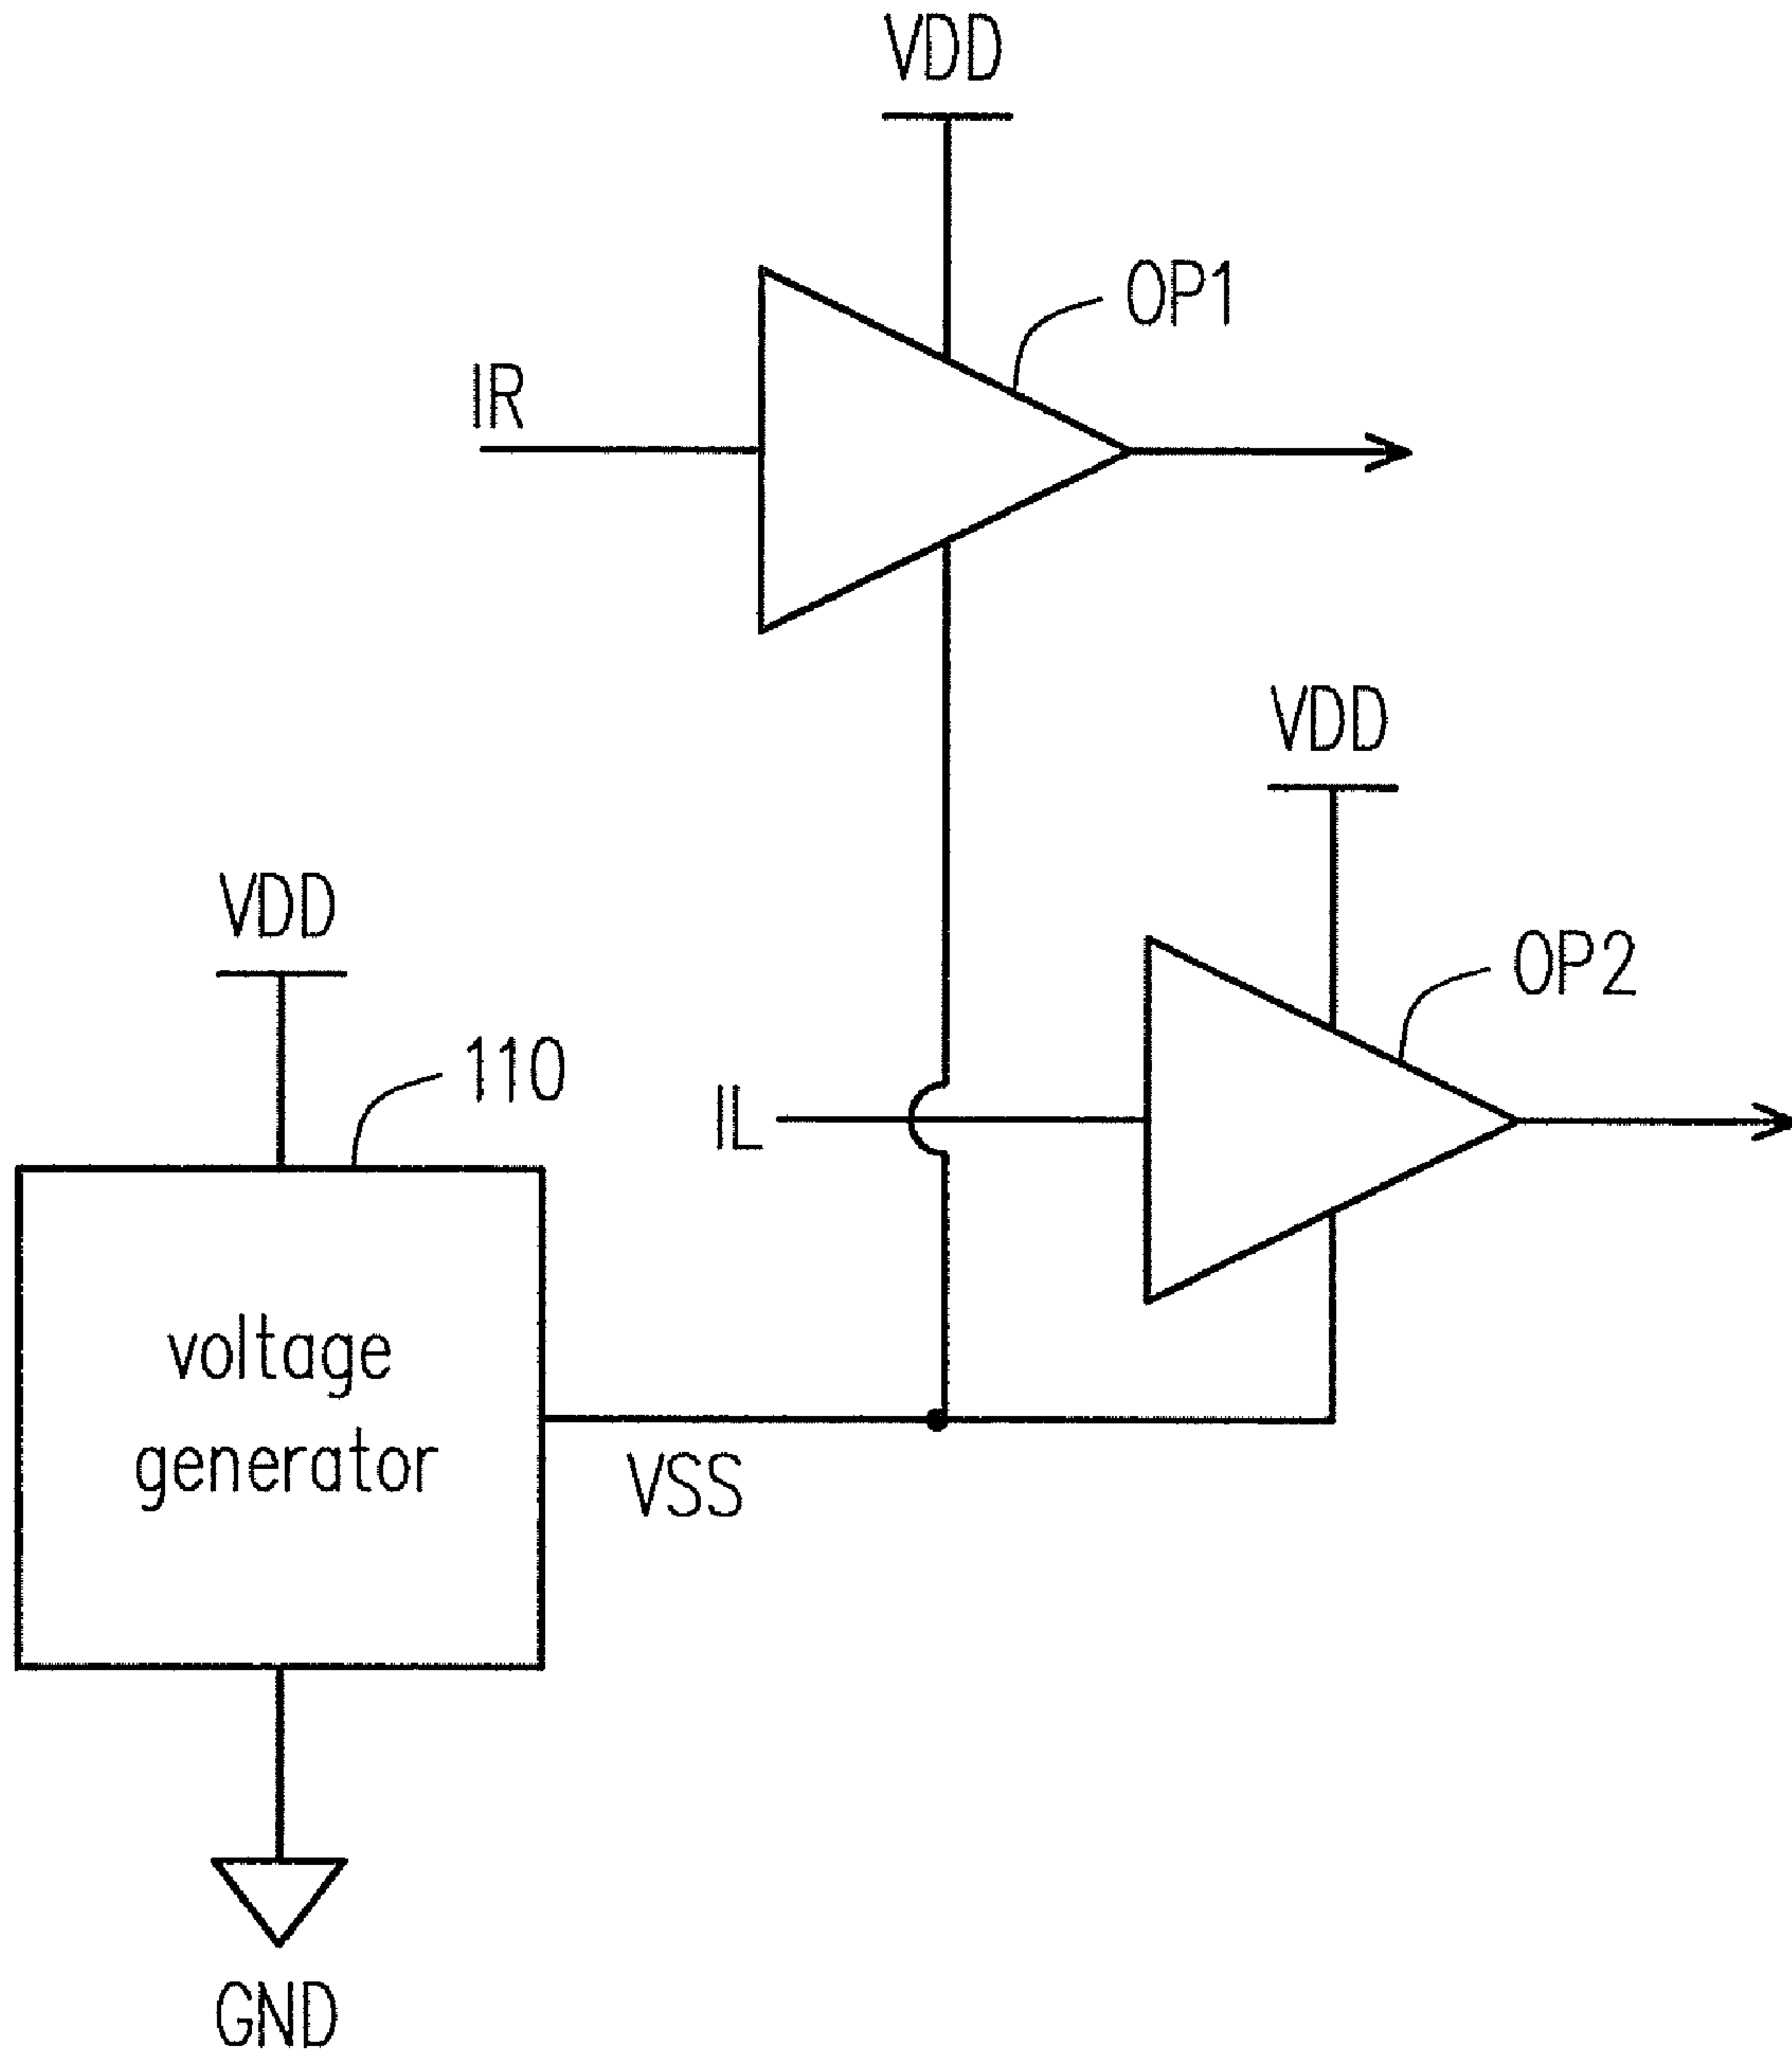 VDD
OP1
IR
VDD
VDD
OP2
110
IL
voltage
generator
VSS
GND